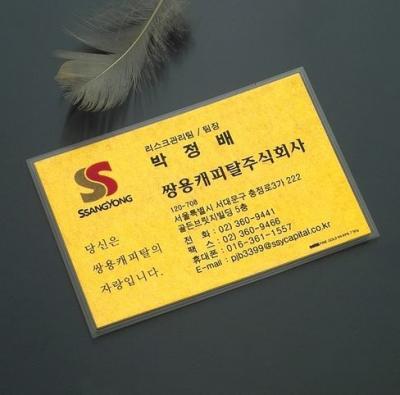 리스크관리팀 / 팀장
박 정 배
쌍용캐피탈주식회사
SSANGYONG
120-708
서울특별시 서대문구 충정로3가 222
골든브릿지빌딩 5층
전 화 : 02) 360-9441
팩 스 : 02) 360-9466
휴대폰 : 016-361-1557
E-mail : pjb3399@ssycapital.co.kr
당신은
쌍용캐피탈의
자랑입니다.